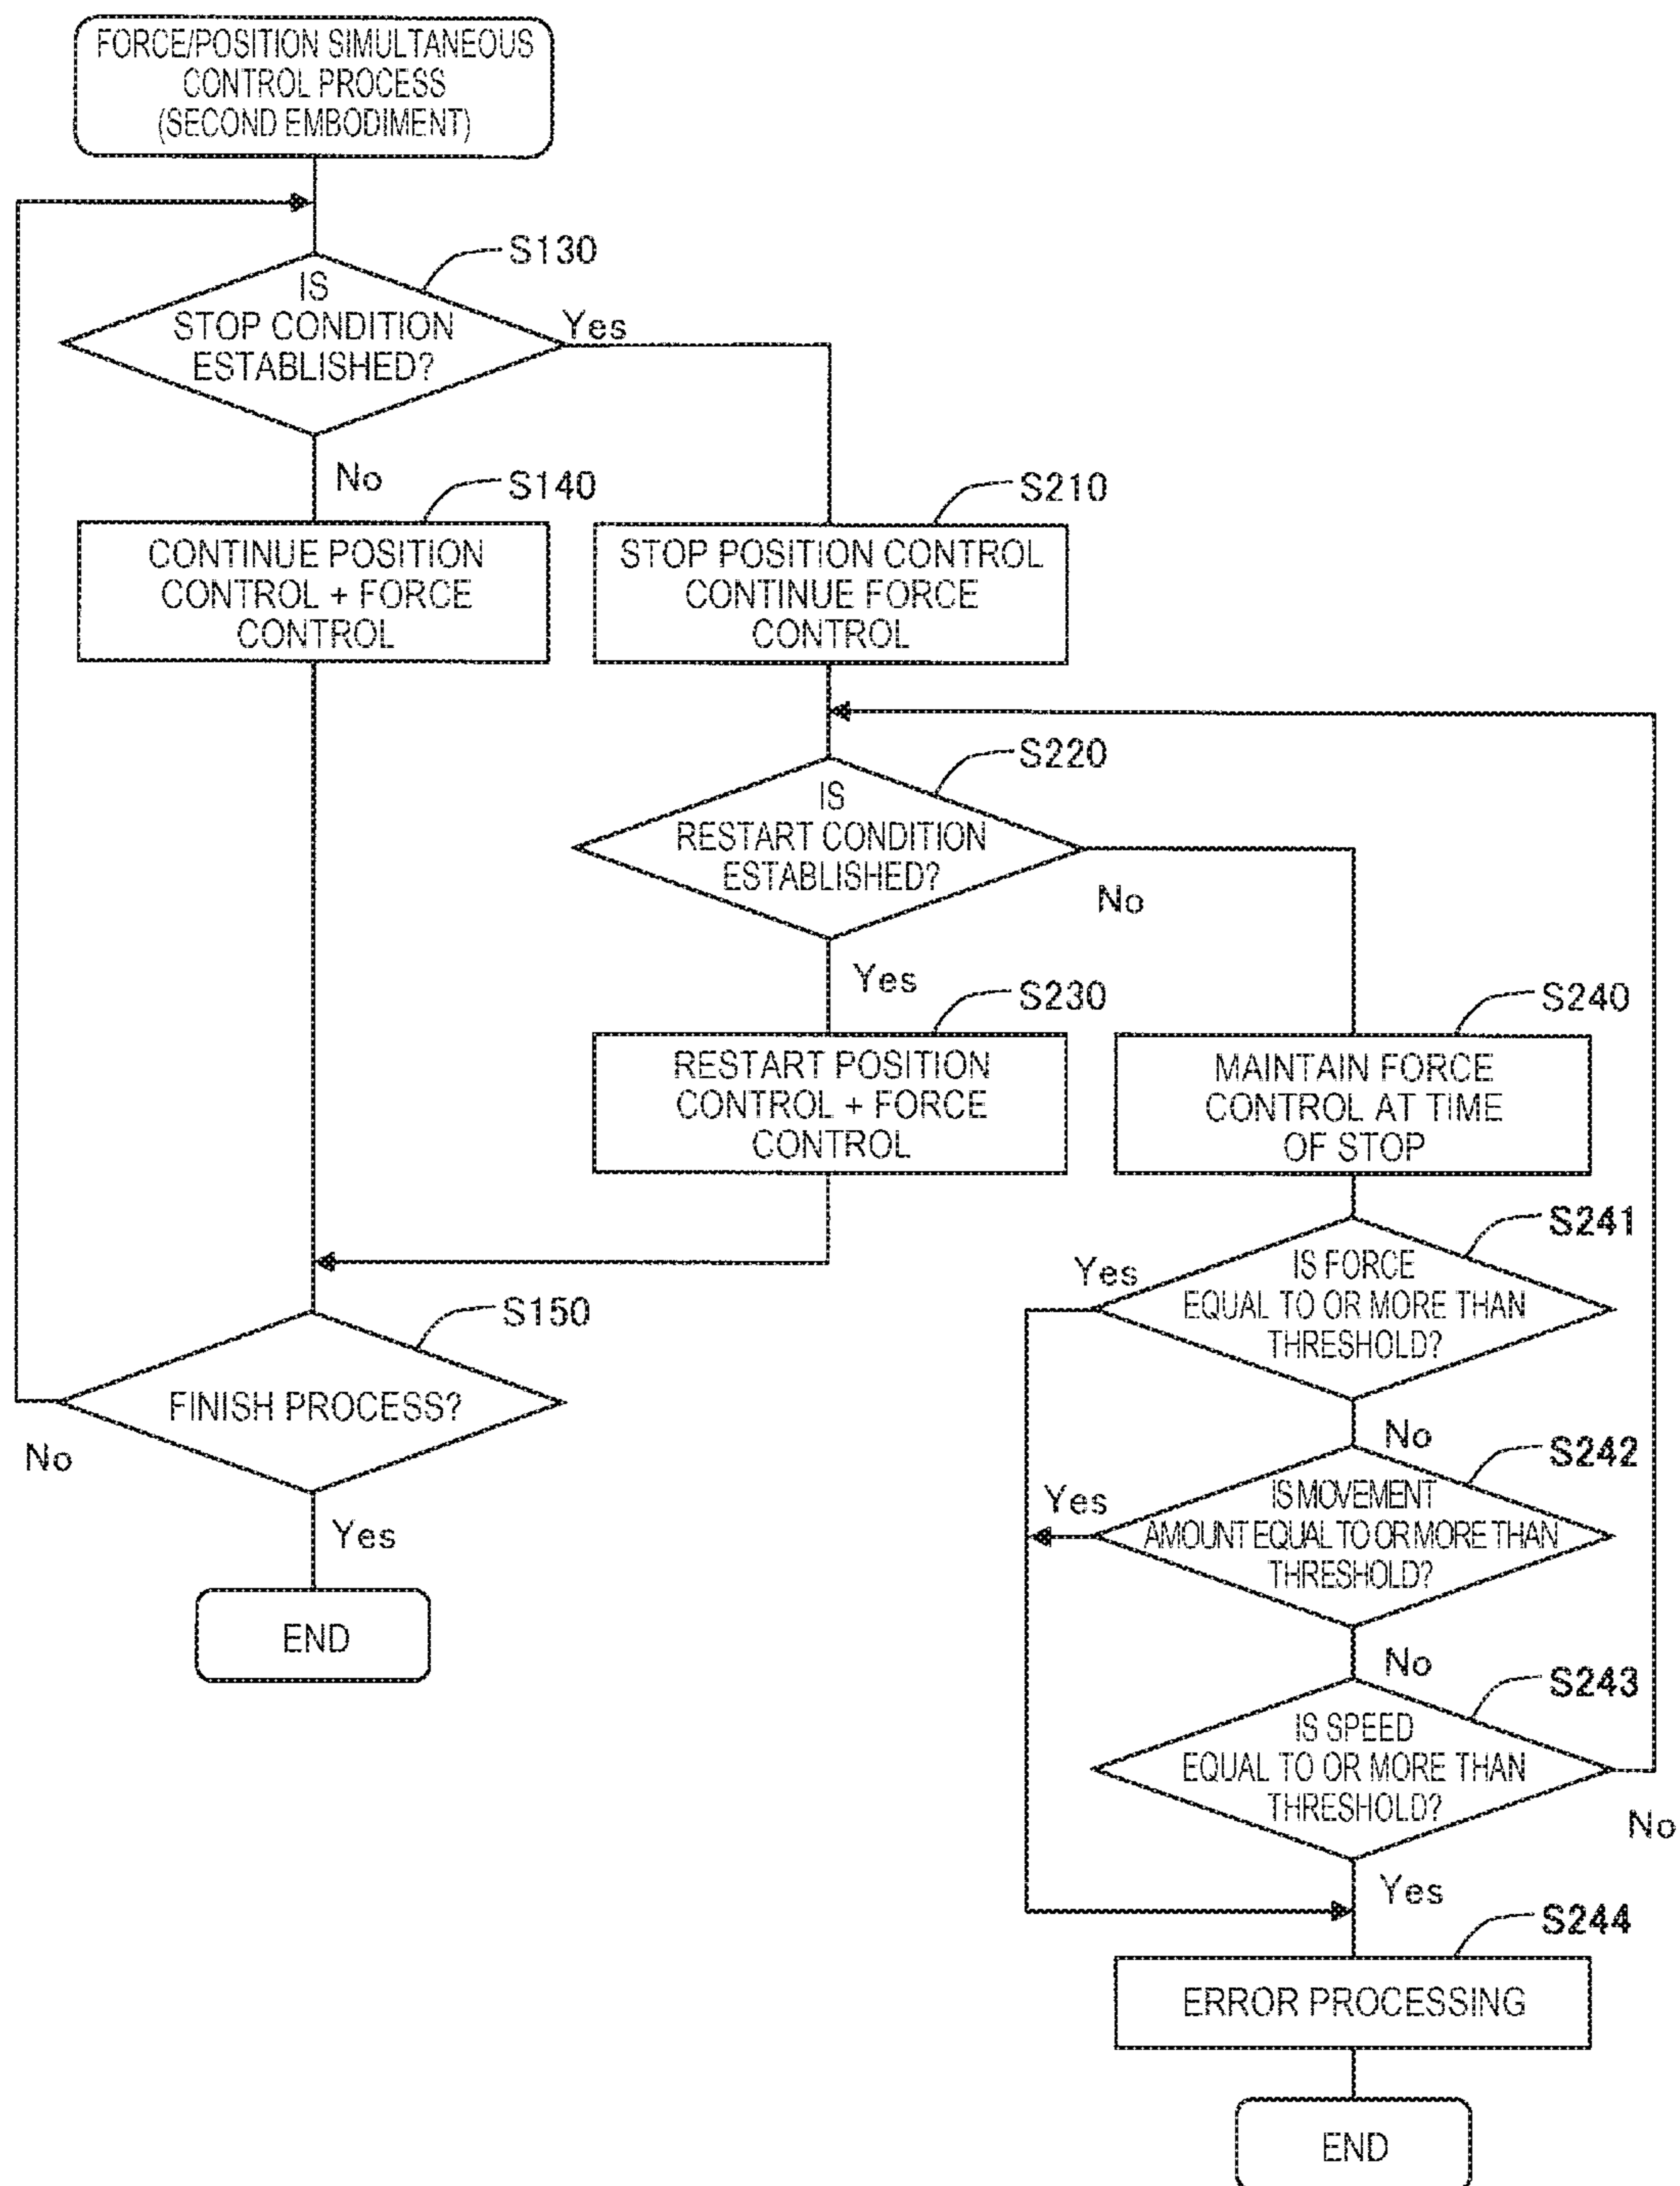 FORCE/POSITION SIMULTANEOUS
CONTROL PROCESS
(SECOND EMBODIMENT)
S130
IS
STOP CONDITION
ESTABLISHED?
Yes
No
S140
CONTINUE POSITION
CONTROL + FORCE
CONTROL
S210
STOP POSITION CONTROL
CONTINUE FORCE
CONTROL
S220
IS
RESTART CONDITION
ESTABLISHED?
No
Yes
S230
RESTART POSITION
CONTROL + FORCE
CONTROL
S240
MAINTAIN FORCE
CONTROL AT TIME
OF STOP
S241
IS FORCE
EQUAL TO OR MORE THAN
THRESHOLD?
Yes
No
S150
FINISH PROCESS?
No
Yes
END
S242
IS MOVEMENT
AMOUNT EQUAL TO OR MORE THAN
THRESHOLD?
Yes
No
S243
IS SPEED
EQUAL TO OR MORE THAN
THRESHOLD?
No
Yes
S244
ERROR PROCESSING
END